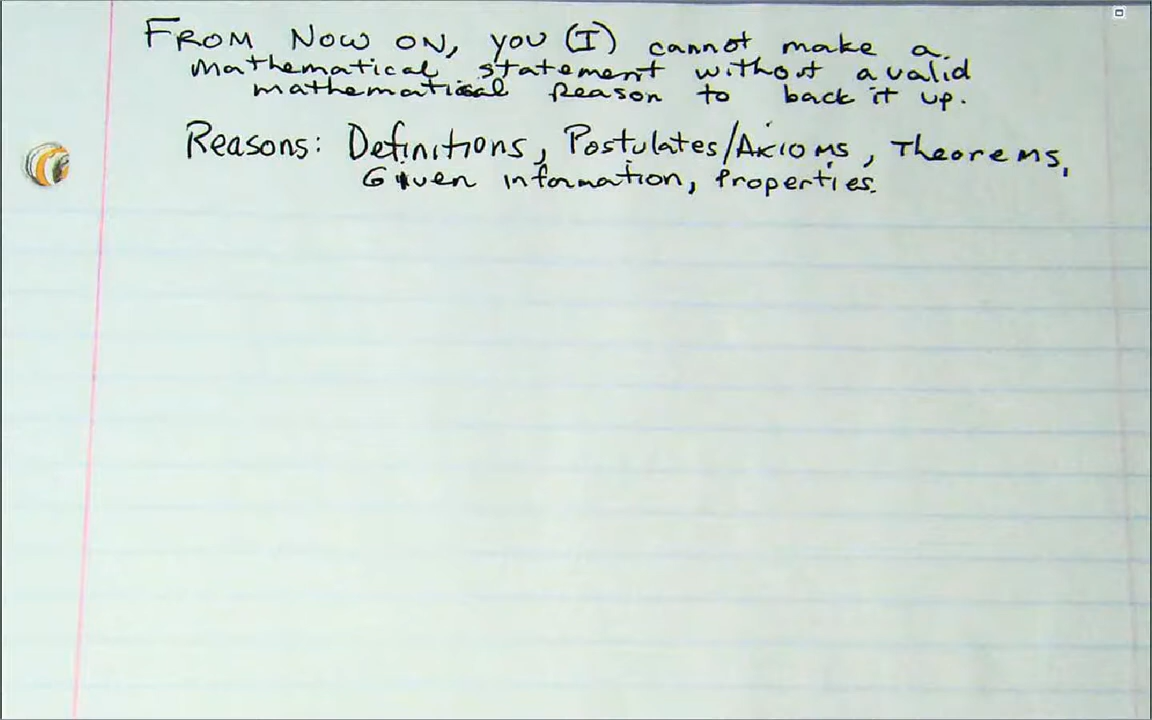 FROM NOW ON, you (I) cannot make a
mathematical statement without a valid
mathematical reason to back it up.
Reasons: Definitions, Postulates/Axioms, Theorems,
Given information, Properties.